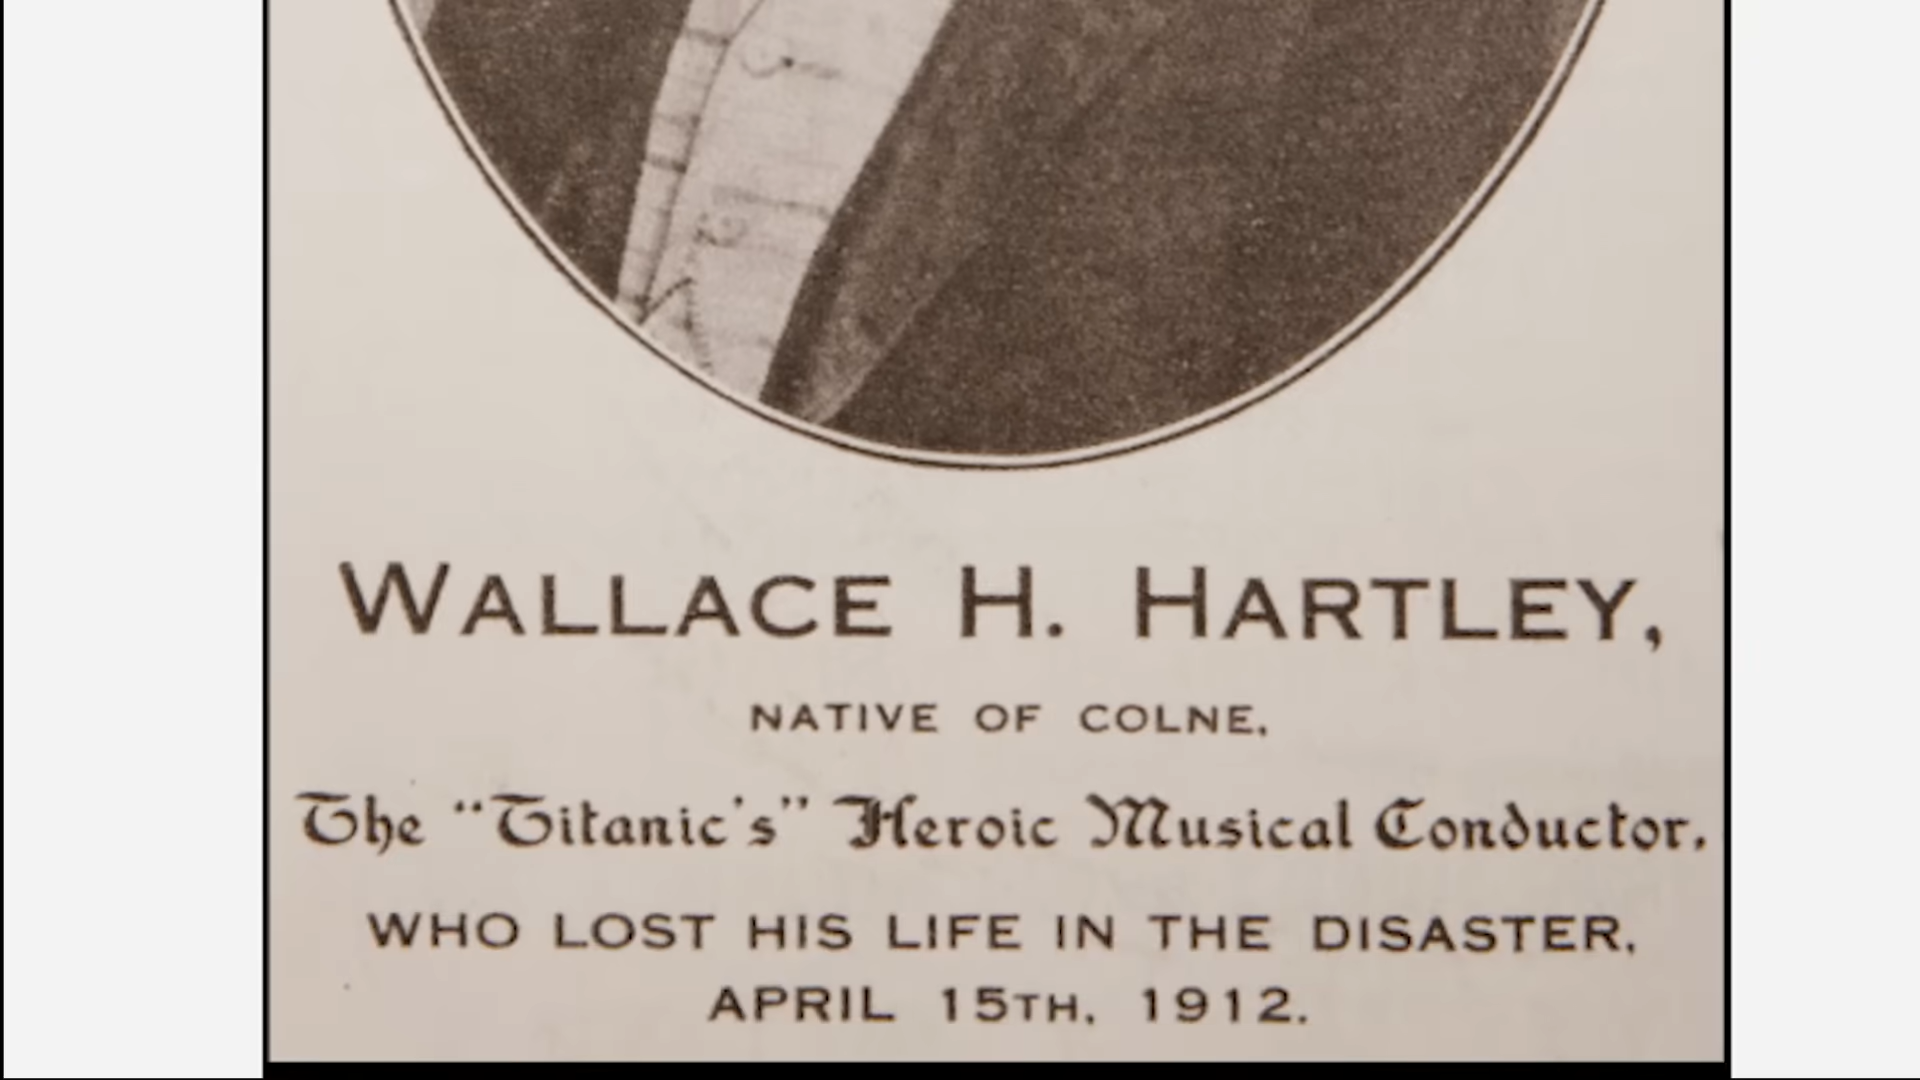 WALLACE H. HARTLEY,
NATIVE OF COLNE,
The "Titanic's" Heroic Musical Conductor,
WHO LOST HIS LIFE IN THE DISASTER,
APRIL 15TH, 1912.